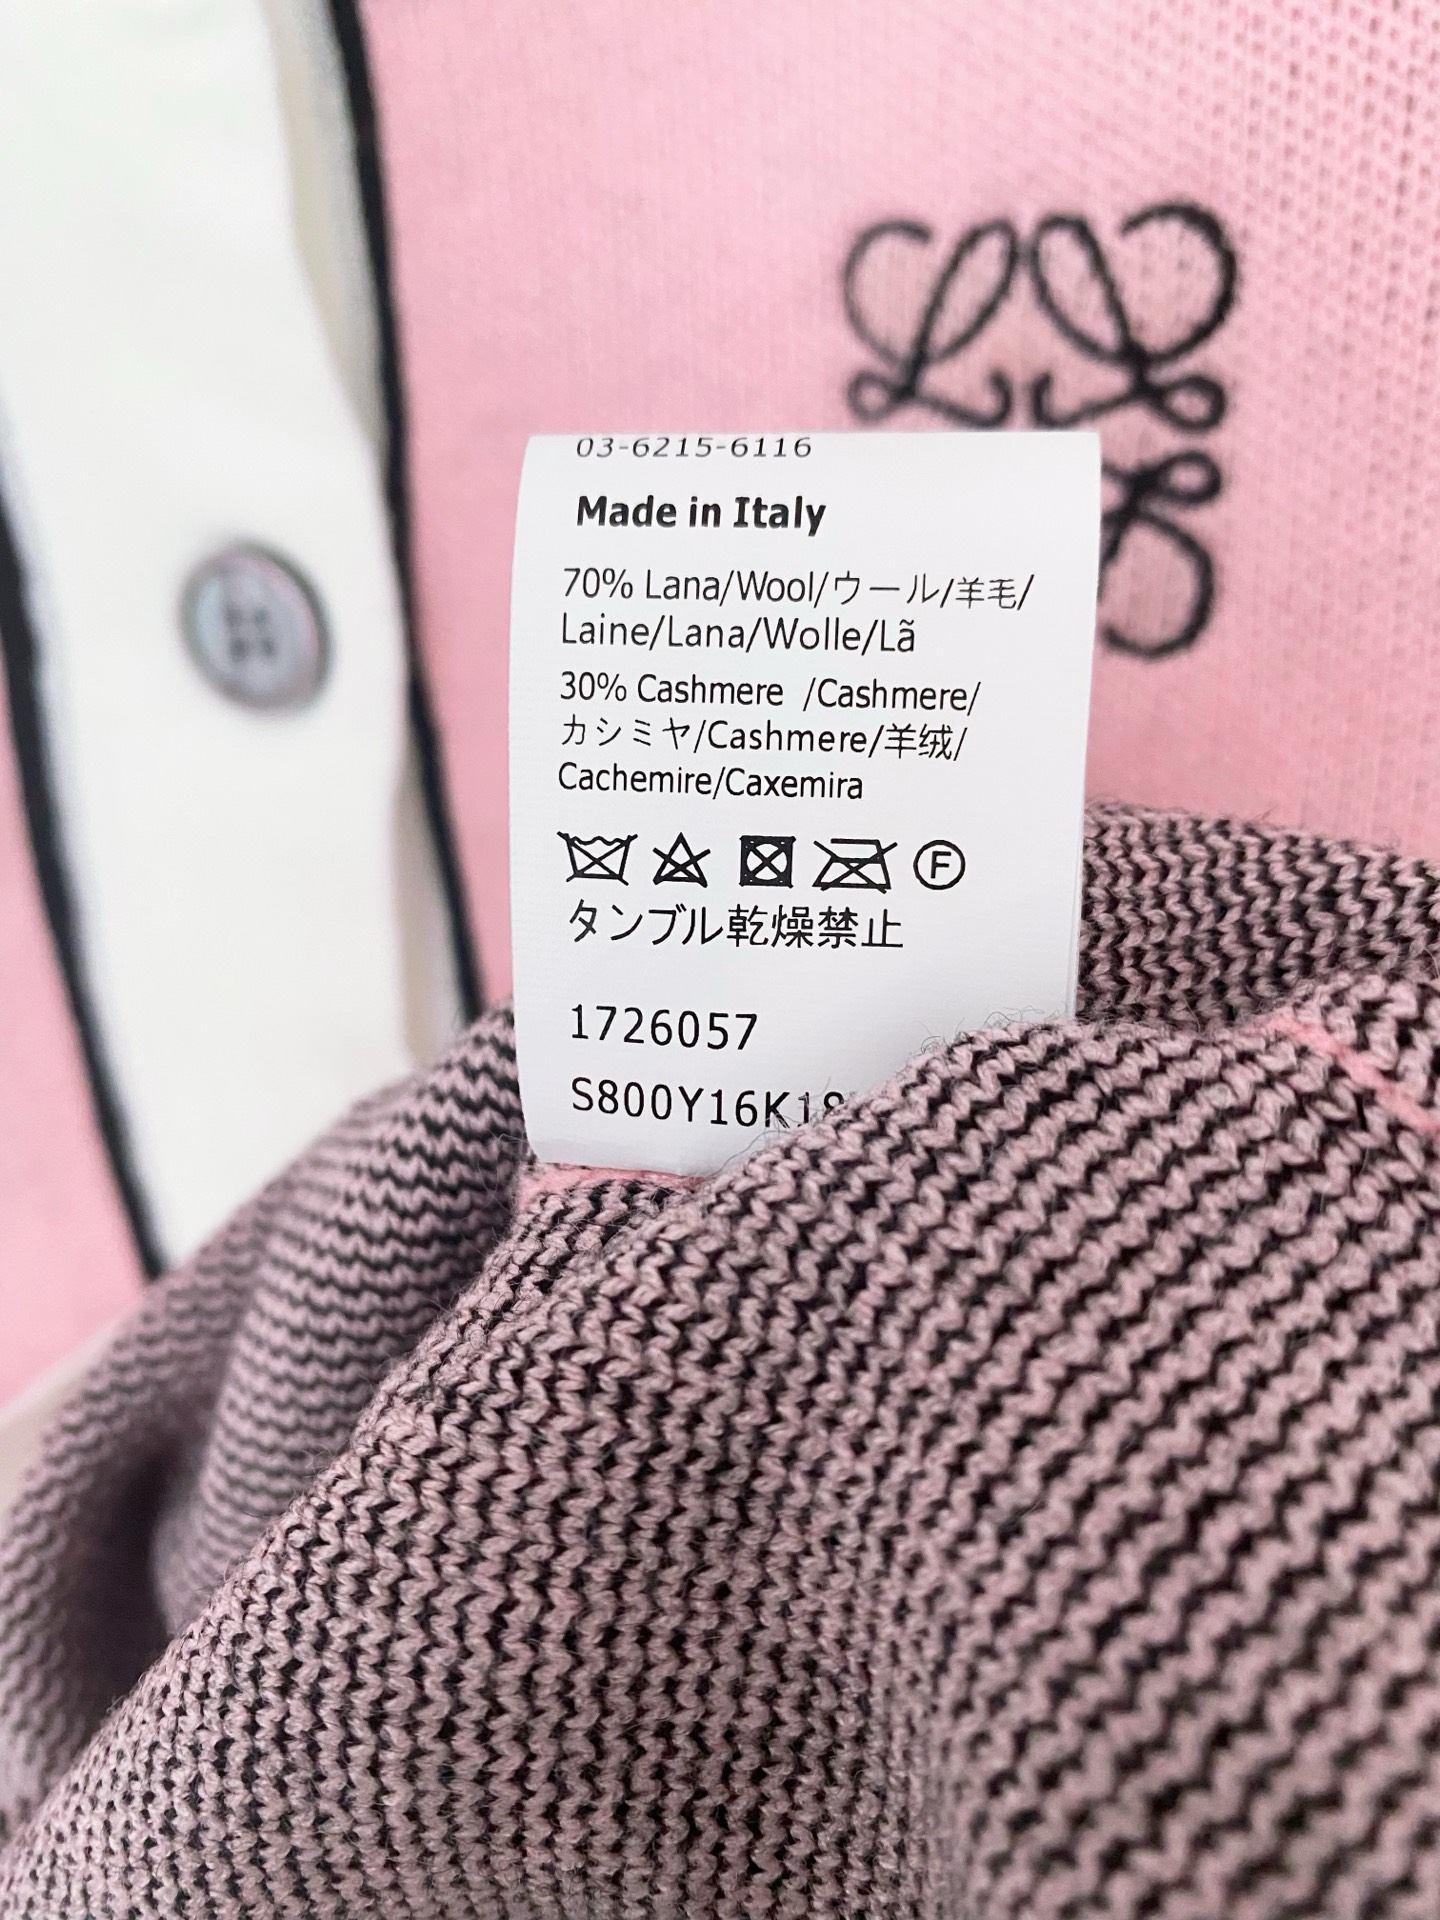 03-6215-6116
Made in Italy
70% Lana/Wool/ウール/羊毛/
Laine/Lana/Wolle/Lã
30% Cashmere /Cashmere/
カシミヤ/Cashmere/羊绒/
Cachemire/Caxemira
F
タンブル乾燥禁止
1726057